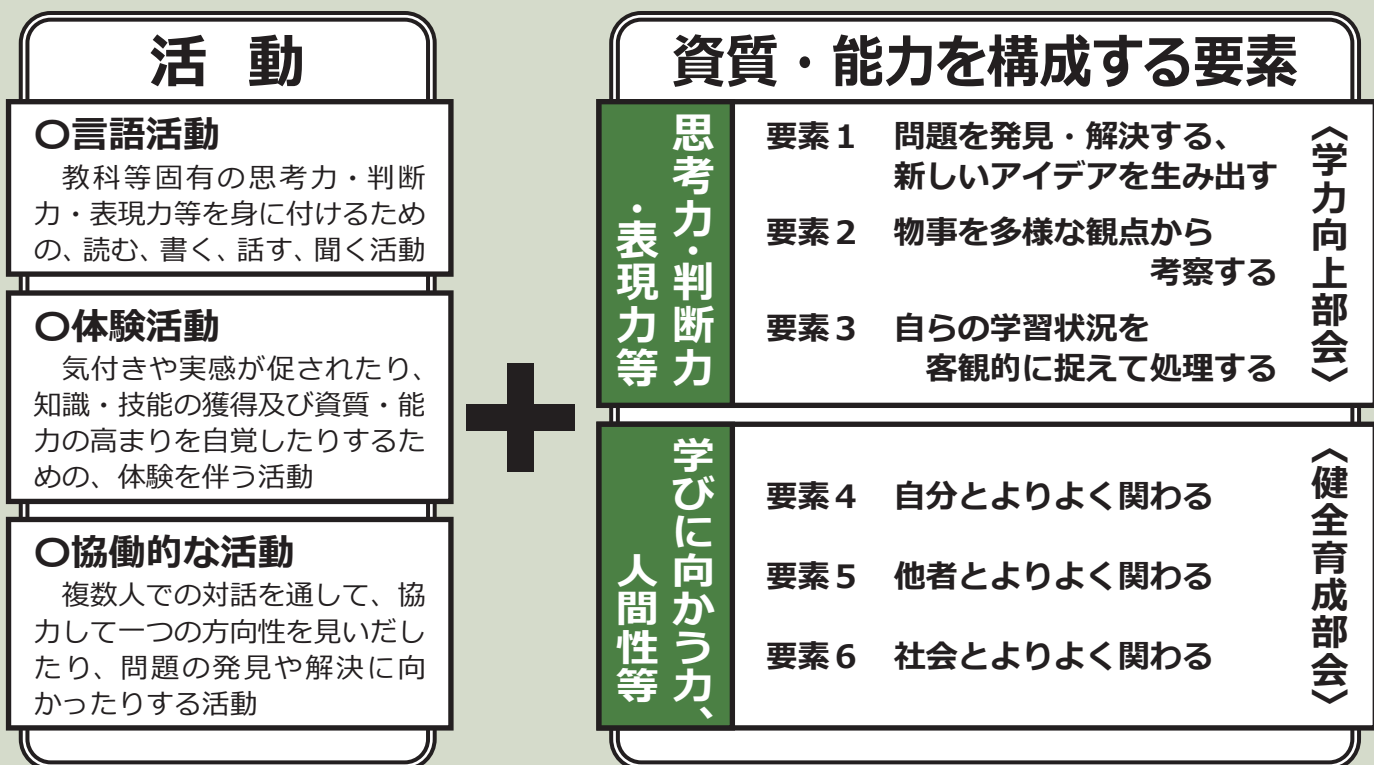 活動
〇言語活動
教科等固有の思考力・判断
力・表現力等を身に付けるため
の、読む、書く、話す、聞く活動
〇体験活動
気付きや実感が促されたり、
知識・技能の獲得及び資質・能
力の高まりを自覚したりするた
めの、体験を伴う活動
〇協働的な活動
複数人での対話を通して、協
力して一つの方向性を見いだし
たり、問題の発見や解決に向
かったりする活動
+
資質・能力を構成する要素
思考力・判断力
・表現力等
要素1 問題を発見・解決する、
新しいアイデアを生み出す
要素2 物事を多様な観点から
考察する
要素3 自らの学習状況を
客観的に捉えて処理する
〈学力向上部会〉
学びに向かう力、
人間性等
要素4 自分とよりよく関わる
要素5 他者とよりよく関わる
要素6 社会とよりよく関わる
〈健全育成部会〉